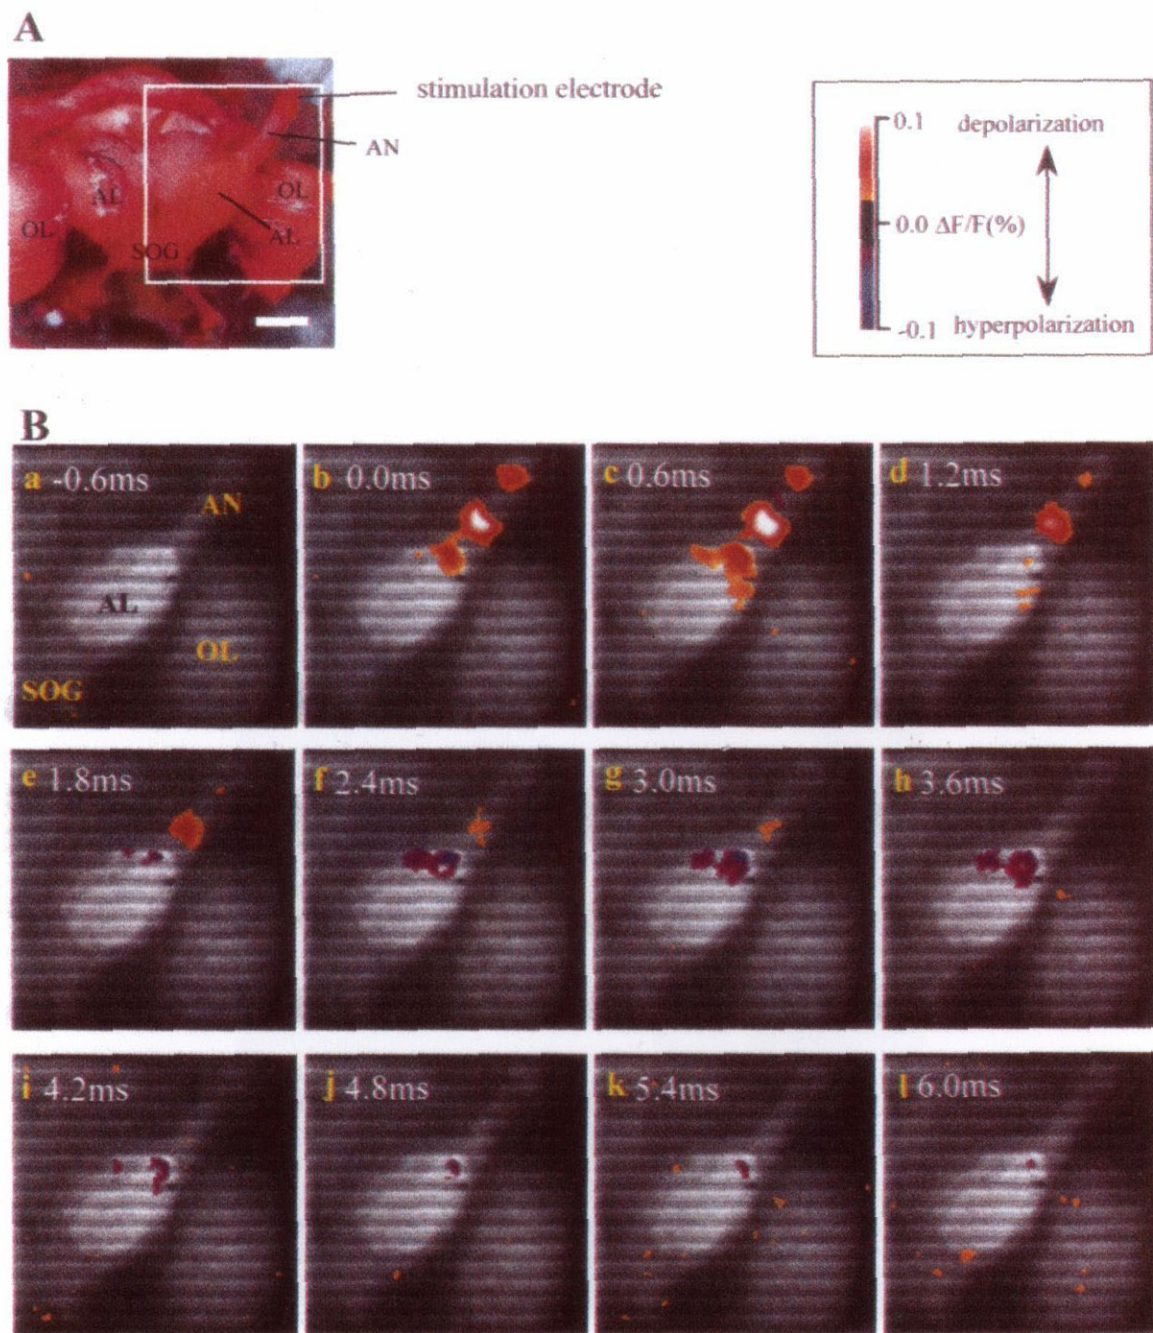 A
stimulation electrode
AN
AL
OL
OL
AL
SOG
0.1
depolarization
0.0 ΔF/F(%)
-0.1
hyperpolarization
B
a -0.6ms
AN
AL
OL
SOG
b 0.0ms
c 0.6ms
d 1.2ms
e 1.8ms
f 2.4ms
g 3.0ms
h 3.6ms
i 4.2ms
j 4.8ms
k 5.4ms
l 6.0ms